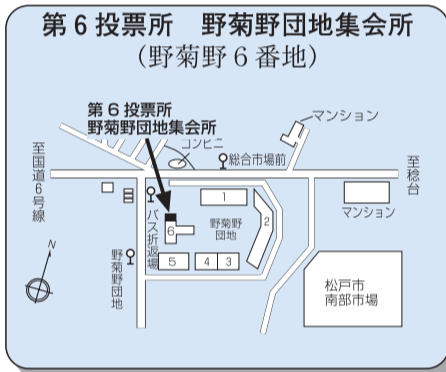 第6投票所　野菊野団地集会所
（野菊野6番地）
第6投票所
野菊野団地集会所
コンビニ
マンション
総合市場前
至国道6号線
至稔台
バス折返場
野菊野団地
野菊野
団地
マンション
松戸市
南部市場
1
2
3
4
5
6
N